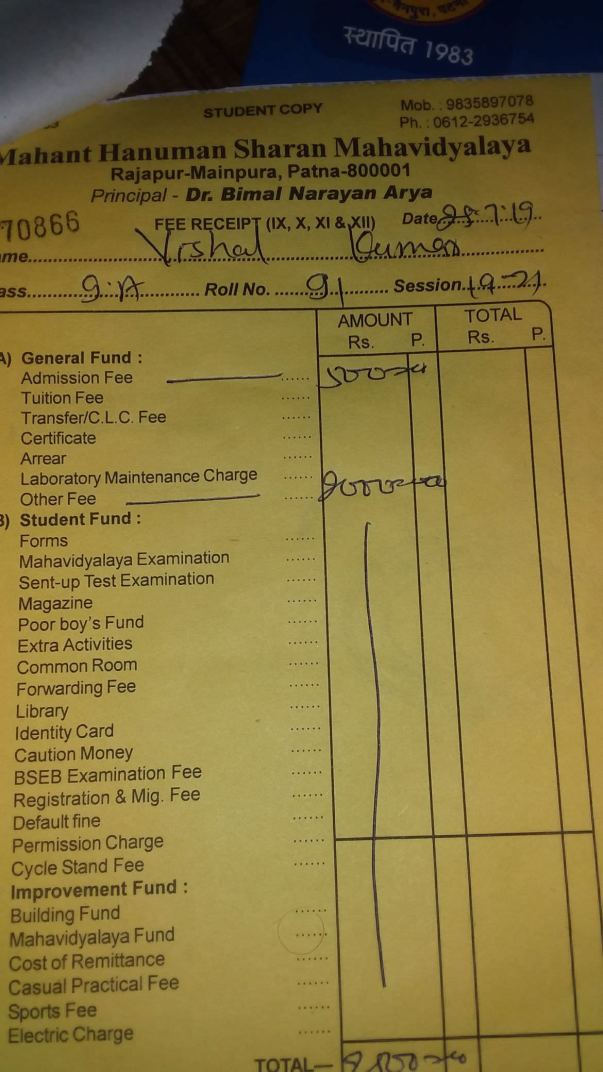 मैनपुरा, पटना
स्थापित 1983
STUDENT COPY
Mob. : 9835897078
Ph. : 0612-2936754
Mahant Hanuman Sharan Mahavidyalaya
Rajapur-Mainpura, Patna-800001
Principal - Dr. Bimal Narayan Arya
70866
FEE RECEIPT (IX, X, XI & XII) Date 25.7.19
me Vishal Kumar
ass Roll No. 91 Session 19-21
AMOUNT TOTAL
Rs. P. Rs. P.
A) General Fund :
Admission Fee
Tuition Fee
Transfer/C.L.C. Fee
Certificate
Arrear
Laboratory Maintenance Charge
Other Fee
B) Student Fund :
Forms
Mahavidyalaya Examination
Sent-up Test Examination
Magazine
Poor boy's Fund
Extra Activities
Common Room
Forwarding Fee
Library
Identity Card
Caution Money
BSEB Examination Fee
Registration & Mig. Fee
Default fine
Permission Charge
Cycle Stand Fee
Improvement Fund :
Building Fund
Mahavidyalaya Fund
Cost of Remittance
Casual Practical Fee
Sports Fee
Electric Charge
TOTAL—